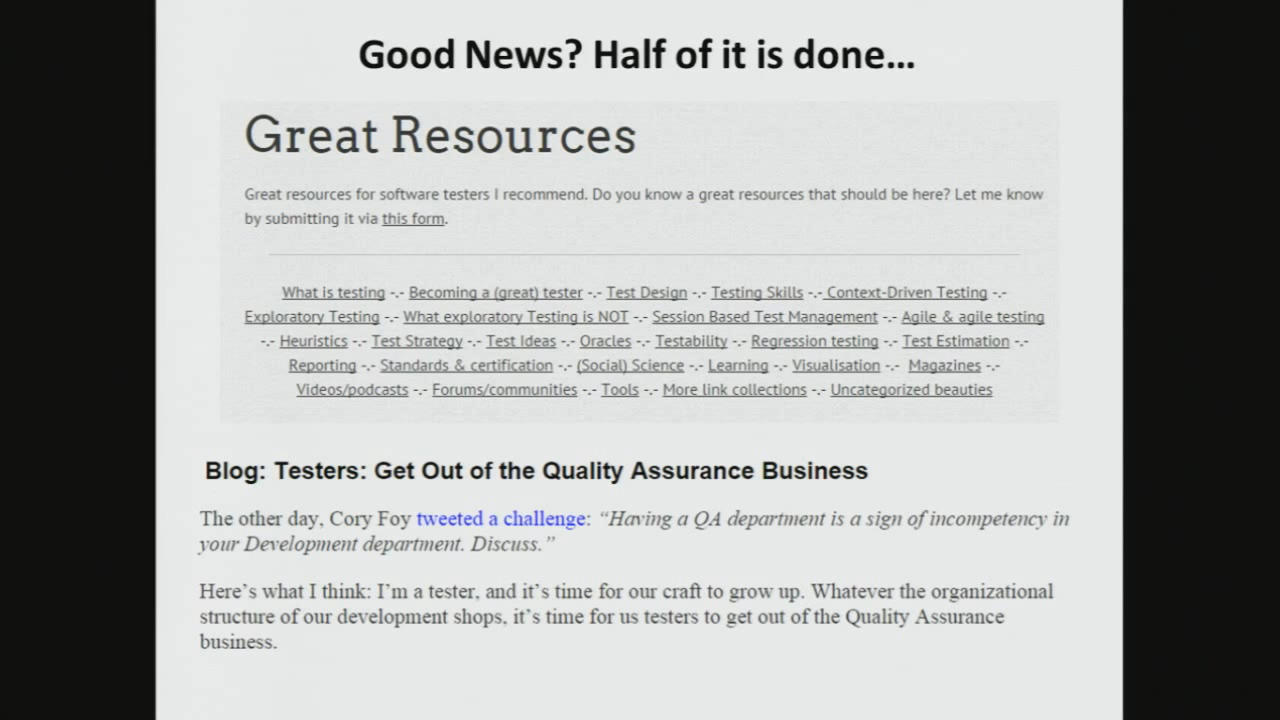 Good News? Half of it is done...
Great Resources
Great resources for software testers I recommend. Do you know a great resources that should be here? Let me know
by submitting it via this form.
What is testing -.- Becoming a (great) tester -.- Test Design -.- Testing Skills -.- Context-Driven Testing -.-
Exploratory Testing -.- What exploratory Testing is NOT -.- Session Based Test Management -.- Agile & agile testing
-.- Heuristics -.- Test Strategy -.- Test Ideas -.- Oracles -.- Testability -.- Regression testing -.- Test Estimation -.-
Reporting -.- Standards & certification -.- (Social) Science -.- Learning -.- Visualisation -.- Magazines -.-
Videos/podcasts -.- Forums/communities -.- Tools -.- More link collections -.- Uncategorized beauties
Blog: Testers: Get Out of the Quality Assurance Business
The other day, Cory Foy tweeted a challenge: “Having a QA department is a sign of incompetency in
your Development department. Discuss.”
Here’s what I think: I’m a tester, and it’s time for our craft to grow up. Whatever the organizational
structure of our development shops, it’s time for us testers to get out of the Quality Assurance
business.